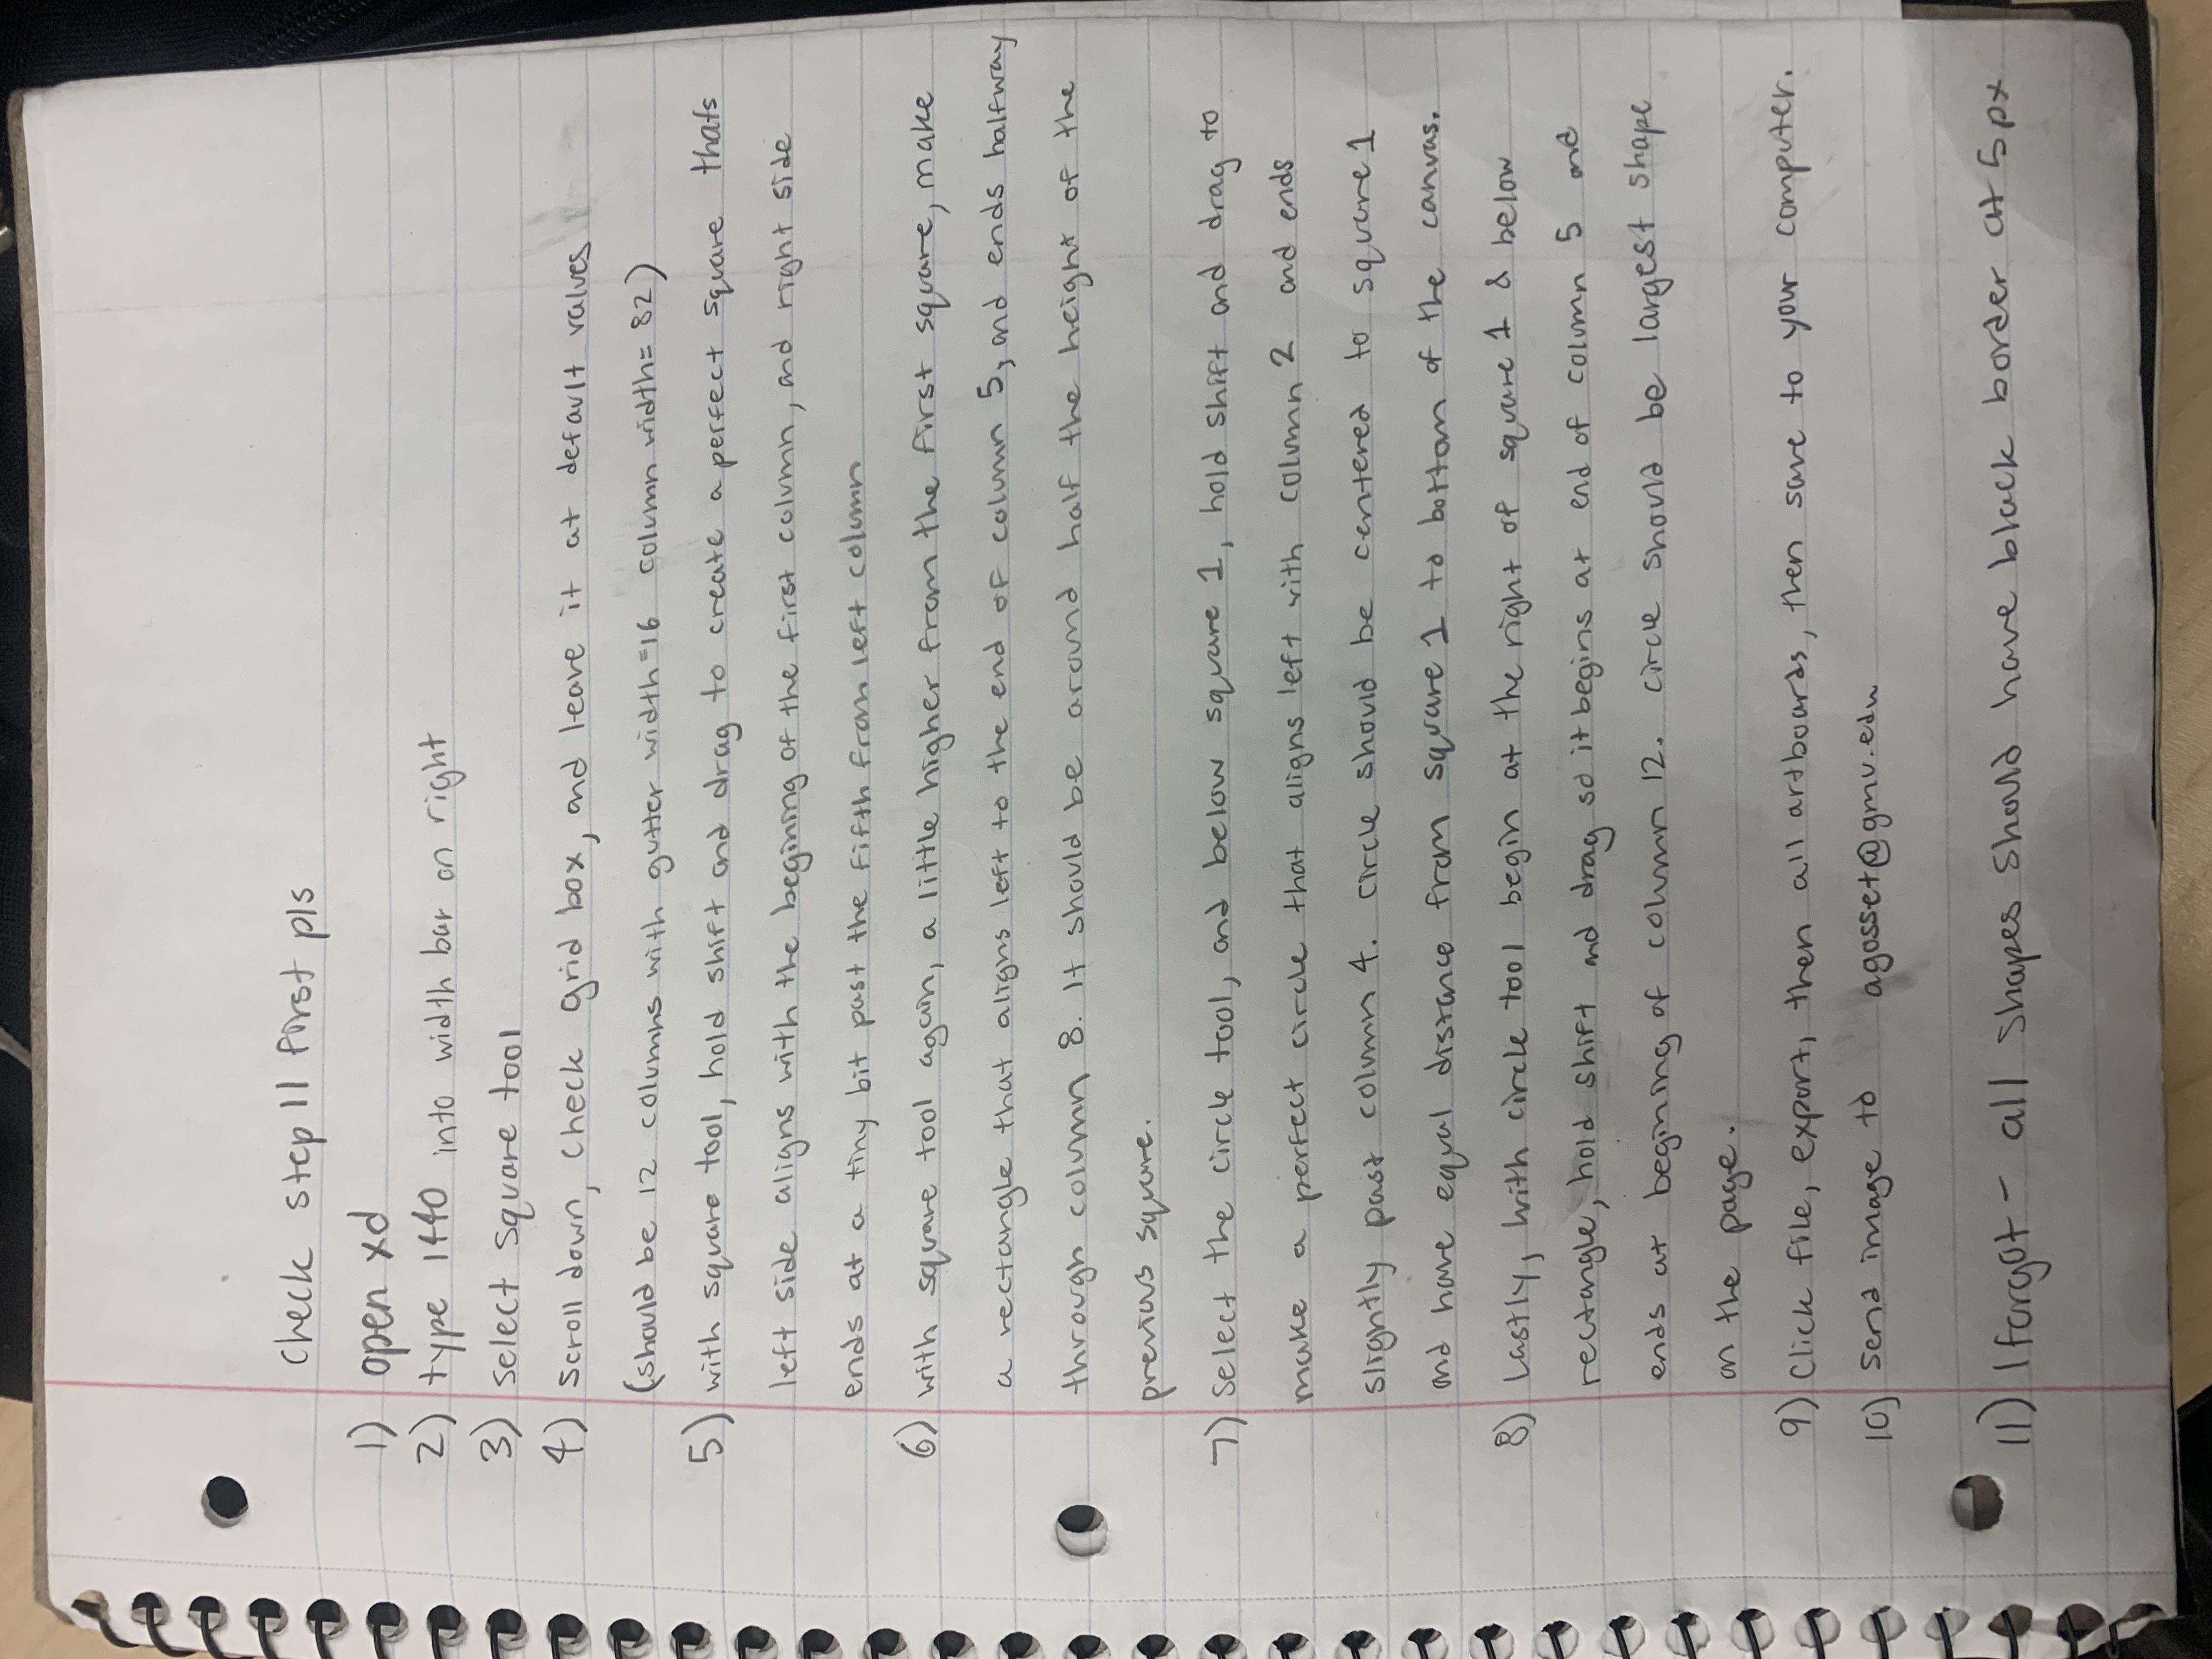 check step 11 first pls
1) open xd
2) type 1440 into width bar on right
3) select square tool
4) scroll down, check grid box, and leave it at default values
(should be 12 columns with gutter width=16 column width= 82)
5) with square tool, hold shift and drag to create a perfect square thats
left side aligns with the begining of the first column, and right side
ends at a tiny bit past the fifth from left column
6) with square tool again, a little higher from the first square, make
a rectangle that aligns left to the end of column 5, and ends halfway
through column 8. It should be around half the height of the
previous square.
7) select the circle tool, and below square 1, hold shift and drag to
make a perfect circle that aligns left with column 2 and ends
slightly past column 4. circle should be centered to square 1
and have equal distance from square 1 to bottom of the canvas.
8) Lastly, with circle tool begin at the right of square 1 & below
rectangle, hold shift and drag so it begins at end of column 5 and
ends at begining of column 12. circle should be largest shape
on the page.
9) Click file, export, then all artboards, then save to your computer.
10) send image to agosset@gmu.edu
11) I forgot - all shapes should have black border at 5px